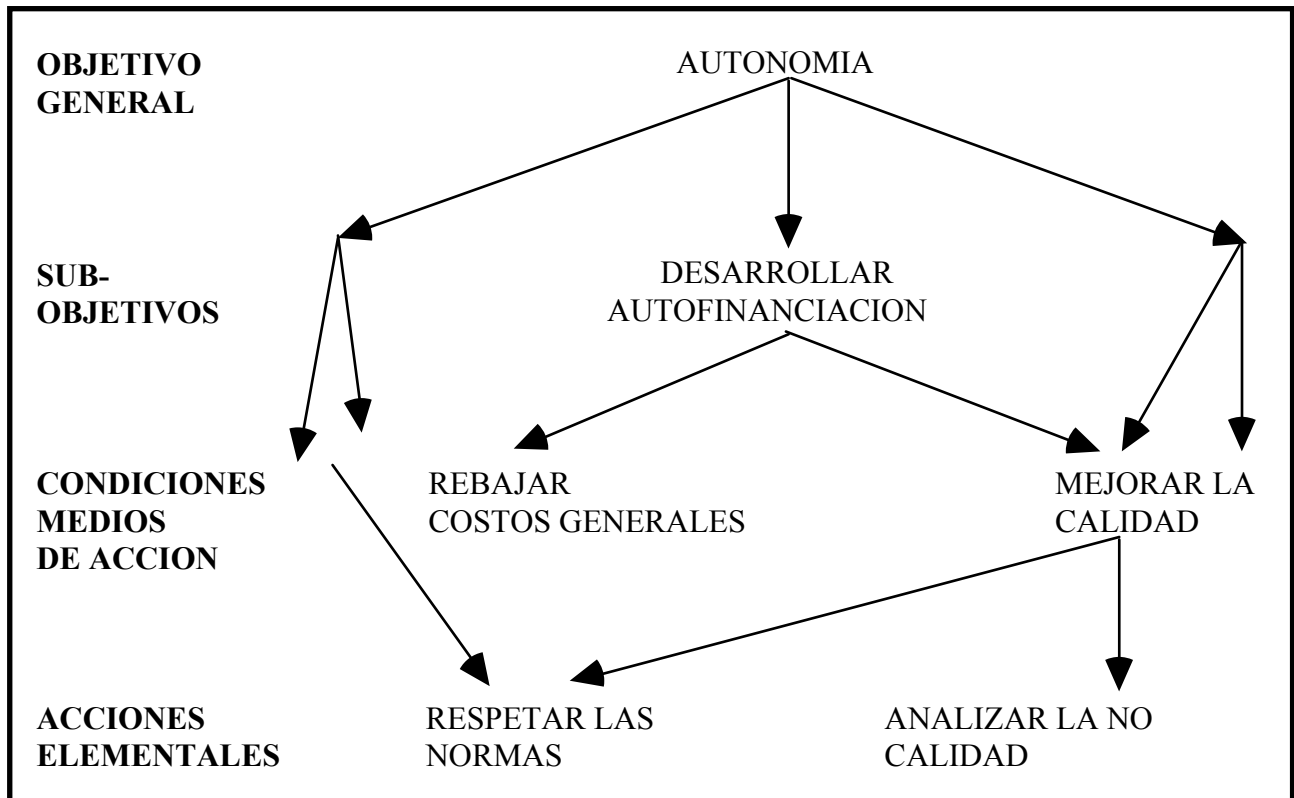 OBJETIVO
GENERAL
AUTONOMIA
SUB-
OBJETIVOS
DESARROLLAR
AUTOFINANCIACION
CONDICIONES
MEDIOS
DE ACCION
REBAJAR
COSTOS GENERALES
MEJORAR LA
CALIDAD
ACCIONES
ELEMENTALES
RESPETAR LAS
NORMAS
ANALIZAR LA NO
CALIDAD